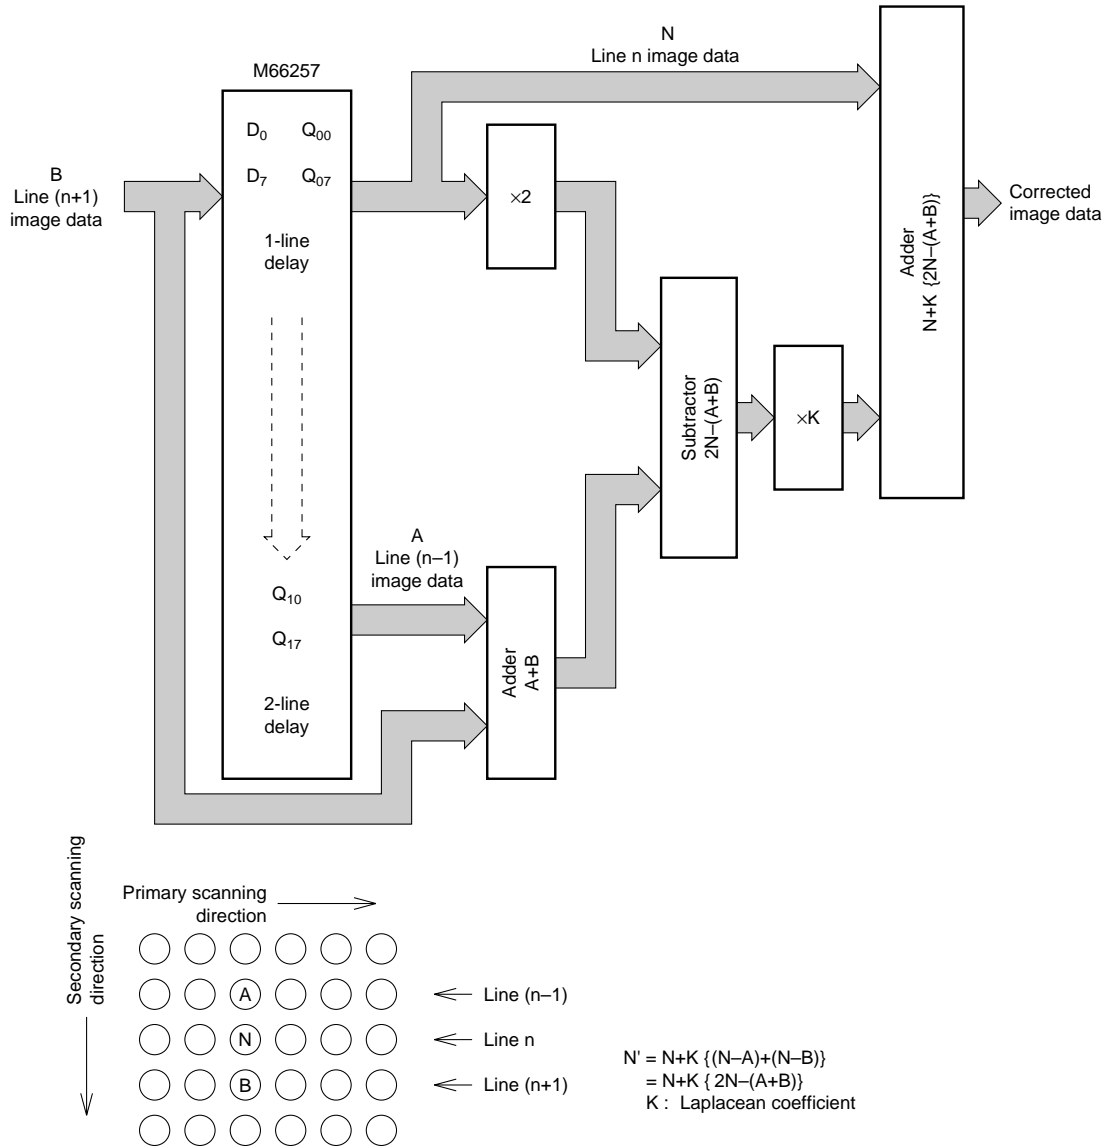 N
Line n image data
M66257
D0 Q00
D7 Q07
B
Line (n+1)
image data
1-line
delay
×2
Adder
N+K {2N–(A+B)}
Corrected
image data
Subtractor
2N–(A+B)
×K
A
Line (n–1)
image data
Q10
Q17
2-line
delay
Adder
A+B
Primary scanning
direction
Secondary scanning
direction
A
Line (n–1)
N
Line n
B
Line (n+1)
N' = N+K {(N–A)+(N–B)}
= N+K { 2N–(A+B)}
K : Laplacean coefficient